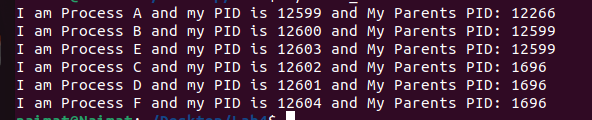 I am Process A and my PID is 12599 and My Parents PID: 12266
I am Process B and my PID is 12600 and My Parents PID: 12599
I am Process E and my PID is 12603 and My Parents PID: 12599
I am Process C and my PID is 12602 and My Parents PID: 1696
I am Process D and my PID is 12601 and My Parents PID: 1696
I am Process F and my PID is 12604 and My Parents PID: 1696